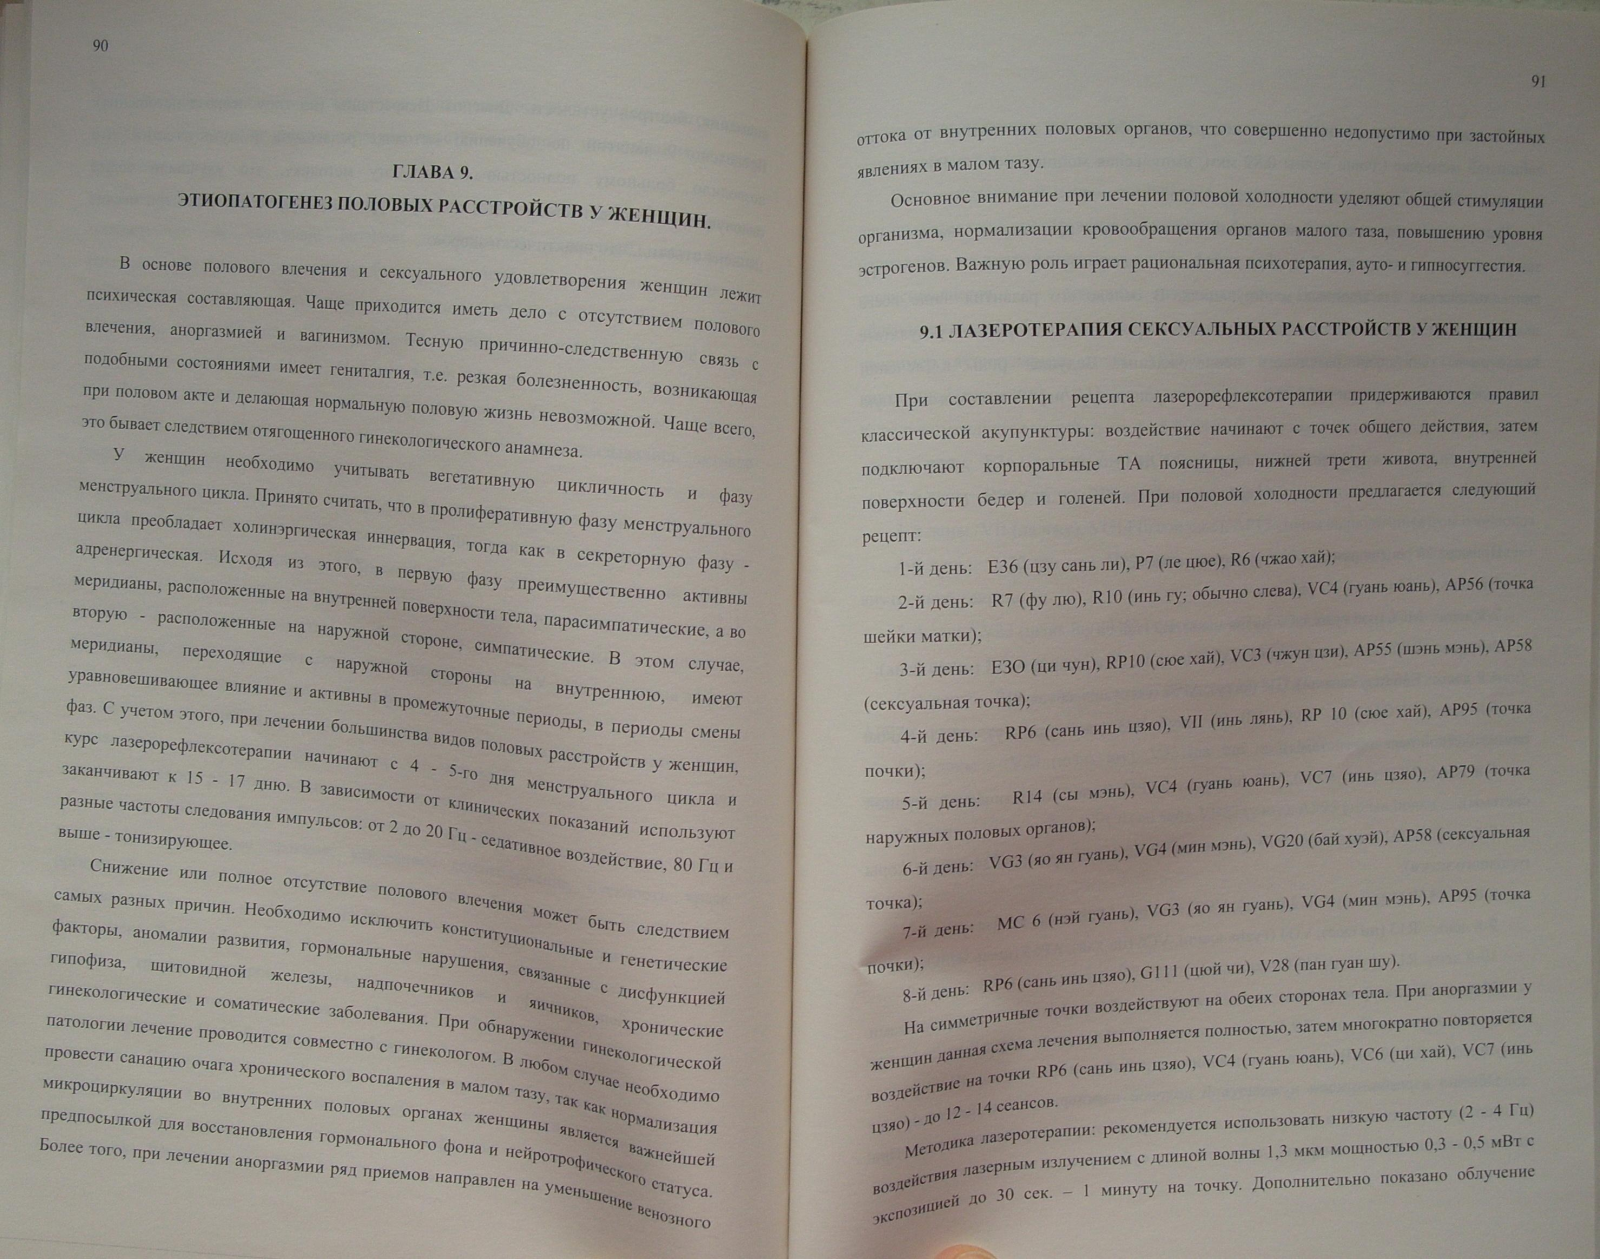 90
ГЛАВА 9.
ЭТИОПАТОГЕНЕЗ ПОЛОВЫХ РАССТРОЙСТВ У ЖЕНЩИН.
В основе полового влечения и сексуального удовлетворения женщин лежит
психическая составляющая. Чаще приходится иметь дело с отсутствием полового
влечения, аноргазмией и вагинизмом. Тесную причинно-следственную связь с
подобными состояниями имеет гениталгия, т.е. резкая болезненность, возникающая
при половом акте и делающая нормальную половую жизнь невозможной. Чаще всего,
это бывает следствием отягощенного гинекологического анамнеза.
У женщин необходимо учитывать вегетативную цикличность и фазу
менструального цикла. Принято считать, что в пролиферативную фазу менструального
цикла преобладает холинэргическая иннервация, тогда как в секреторную фазу -
адренергическая. Исходя из этого, в первую фазу преимущественно активны
меридианы, расположенные на внутренней поверхности тела, парасимпатические, а во
вторую - расположенные на наружной стороне, симпатические. В этом случае,
меридианы, переходящие с наружной стороны на внутреннюю, имеют
уравновешивающее влияние и активны в промежуточные периоды, в периоды смены
фаз. С учетом этого, при лечении большинства видов половых расстройств у женщин,
курс лазерорефлексотерапии начинают с 4 - 5-го дня менструального цикла и
заканчивают к 15 - 17 дню. В зависимости от клинических показаний используют
разные частоты следования импульсов: от 2 до 20 Гц - седативное воздействие, 80 Гц и
выше - тонизирующее.
Снижение или полное отсутствие полового влечения может быть следствием
самых разных причин. Необходимо исключить конституциональные и генетические
факторы, аномалии развития, гормональные нарушения, связанные с дисфункцией
гипофиза, щитовидной железы, надпочечников и яичников, хронические
гинекологические и соматические заболевания. При обнаружении гинекологической
патологии лечение проводится совместно с гинекологом. В любом случае необходимо
провести санацию очага хронического воспаления в малом тазу, так как нормализация
микроциркуляции во внутренних половых органах женщины является важнейшей
предпосылкой для восстановления гормонального фона и нейротрофического статуса.
Более того, при лечении аноргазмии ряд приемов направлен на уменьшение венозного
91
оттока от внутренних половых органов, что совершенно недопустимо при застойных
явлениях в малом тазу.
Основное внимание при лечении половой холодности уделяют общей стимуляции
организма, нормализации кровообращения органов малого таза, повышению уровня
эстрогенов. Важную роль играет рациональная психотерапия, ауто- и гипносуггестия.
9.1 ЛАЗЕРОТЕРАПИЯ СЕКСУАЛЬНЫХ РАССТРОЙСТВ У ЖЕНЩИН
При составлении рецепта лазерорефлексотерапии придерживаются правил
классической акупунктуры: воздействие начинают с точек общего действия, затем
подключают корпоральные ТА поясницы, нижней трети живота, внутренней
поверхности бедер и голеней. При половой холодности предлагается следующий
рецепт:
1-й день: Е36 (цзу сань ли), Р7 (ле цюе), R6 (чжао хай);
2-й день: R7 (фу лю), R10 (инь гу; обычно слева), VC4 (гуань юань), АР56 (точка
шейки матки);
3-й день: ЕЗО (ци чун), RP10 (сюе хай), VC3 (чжун цзи), АР55 (шэнь мэнь), АР58
(сексуальная точка);
4-й день: RP6 (сань инь цзяо), VII (инь лянь), RP 10 (сюе хай), АР95 (точка
почки);
5-й день: R14 (сы мэнь), VC4 (гуань юань), VC7 (инь цзяо), АР79 (точка
наружных половых органов);
6-й день: VG3 (яо ян гуань), VG4 (мин мэнь), VG20 (бай хуэй), АР58 (сексуальная
точка);
7-й день: МС 6 (нэй гуань), VG3 (яо ян гуань), VG4 (мин мэнь), АР95 (точка
почки);
8-й день: RP6 (сань инь цзяо), G111 (цюй чи), V28 (пан гуан шу).
На симметричные точки воздействуют на обеих сторонах тела. При аноргазмии у
женщин данная схема лечения выполняется полностью, затем многократно повторяется
воздействие на точки RP6 (сань инь цзяо), VC4 (гуань юань), VC6 (ци хай), VC7 (инь
цзяо) - до 12 - 14 сеансов.
Методика лазеротерапии: рекомендуется использовать низкую частоту (2 - 4 Гц)
воздействия лазерным излучением с длиной волны 1,3 мкм мощностью 0,3 - 0,5 мВт с
экспозицией до 30 сек. – 1 минуту на точку. Дополнительно показано облучение